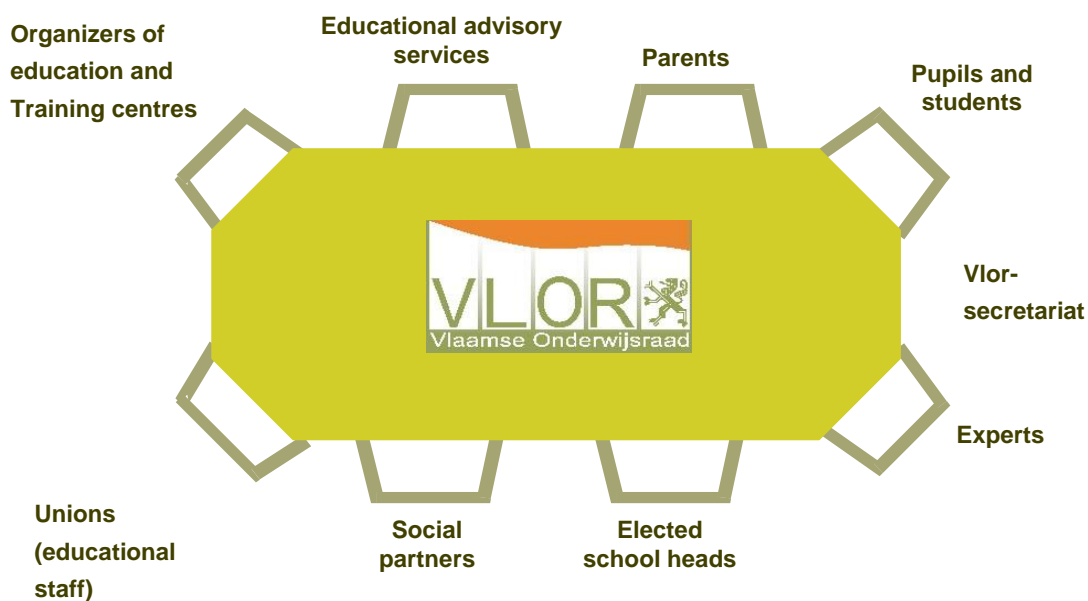 Organizers of
education and
Training centres
Educational advisory
services
Parents
Pupils and
students
VLOR
Vlaamse Onderwijsraad
Vlor-
secretariat
Experts
Elected
school heads
Social
partners
Unions
(educational
staff)